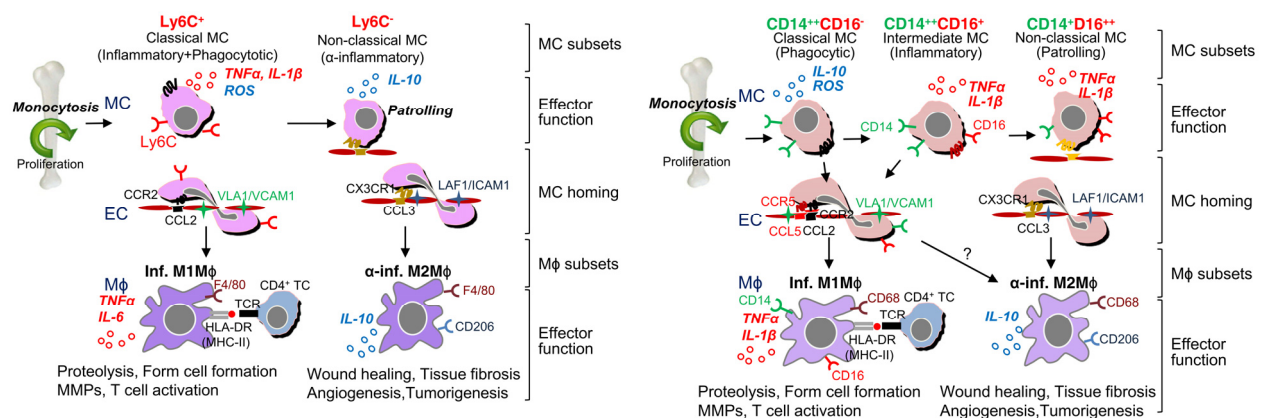 Ly6C⁺
Classical MC
(Inflammatory+Phagocytotic)
TNFα, IL-1β
ROS
Monocytosis
MC
Proliferation
Ly6C
Ly6C⁻
Non-classical MC
(α-inflammatory)
IL-10
Patrolling
MC subsets
Effector
function
CCR2
VLA1/VCAM1
EC
CCL2
CX3CR1
LAF1/ICAM1
CCL3
MC homing
Inf. M1Mϕ
Mϕ
TNFα
IL-6
F4/80
TCR
CD4⁺ TC
HLA-DR
(MHC-II)
α-inf. M2Mϕ
F4/80
IL-10
CD206
Mϕ subsets
Effector
function
Proteolysis, Form cell formation
MMPs, T cell activation
Wound healing, Tissue fibrosis
Angiogenesis,Tumorigenesis
CD14⁺⁺CD16⁻
Classical MC
(Phagocytic)
IL-10
ROS
Monocytosis
MC
Proliferation
CD14⁺⁺CD16⁺
Intermediate MC
(Inflammatory)
TNFα
IL-1β
CD14
CD16
CD14⁺D16⁺⁺
Non-classical MC
(Patrolling)
TNFα
IL-1β
MC subsets
Effector
function
CCR5
CCR2
VLA1/VCAM1
EC
CCL5
CCL2
CX3CR1
LAF1/ICAM1
CCL3
MC homing
?
Inf. M1Mϕ
Mϕ
CD14
TNFα
IL-1β
CD68
TCR
CD4⁺ TC
HLA-DR
(MHC-II)
CD16
α-inf. M2Mϕ
CD68
IL-10
CD206
Mϕ subsets
Effector
function
Proteolysis, Form cell formation
MMPs, T cell activation
Wound healing, Tissue fibrosis
Angiogenesis,Tumorigenesis